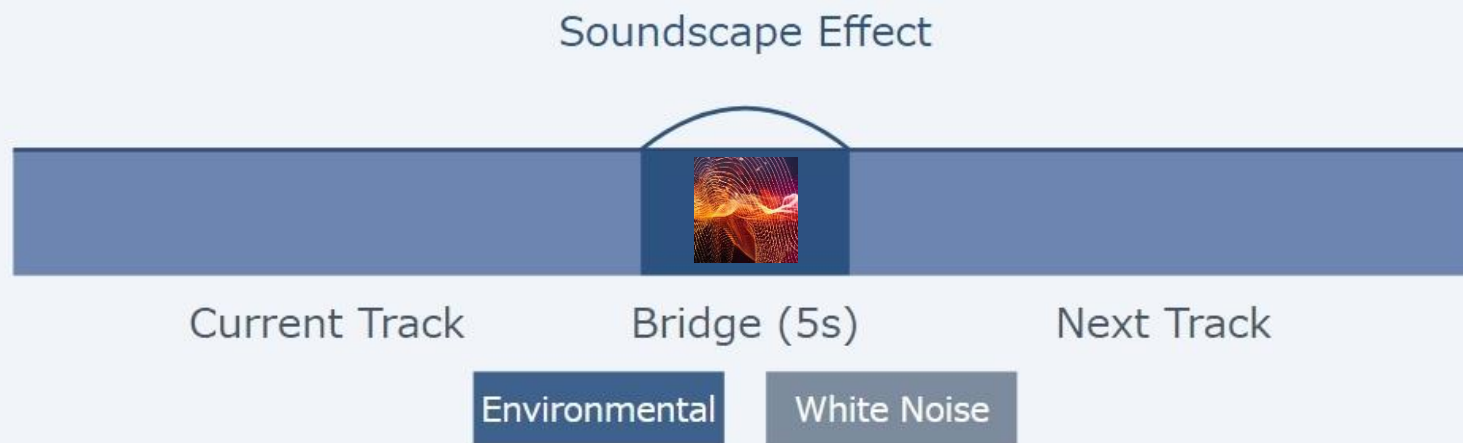 Soundscape Effect
Current Track Bridge (5s) Next Track
Environmental White Noise